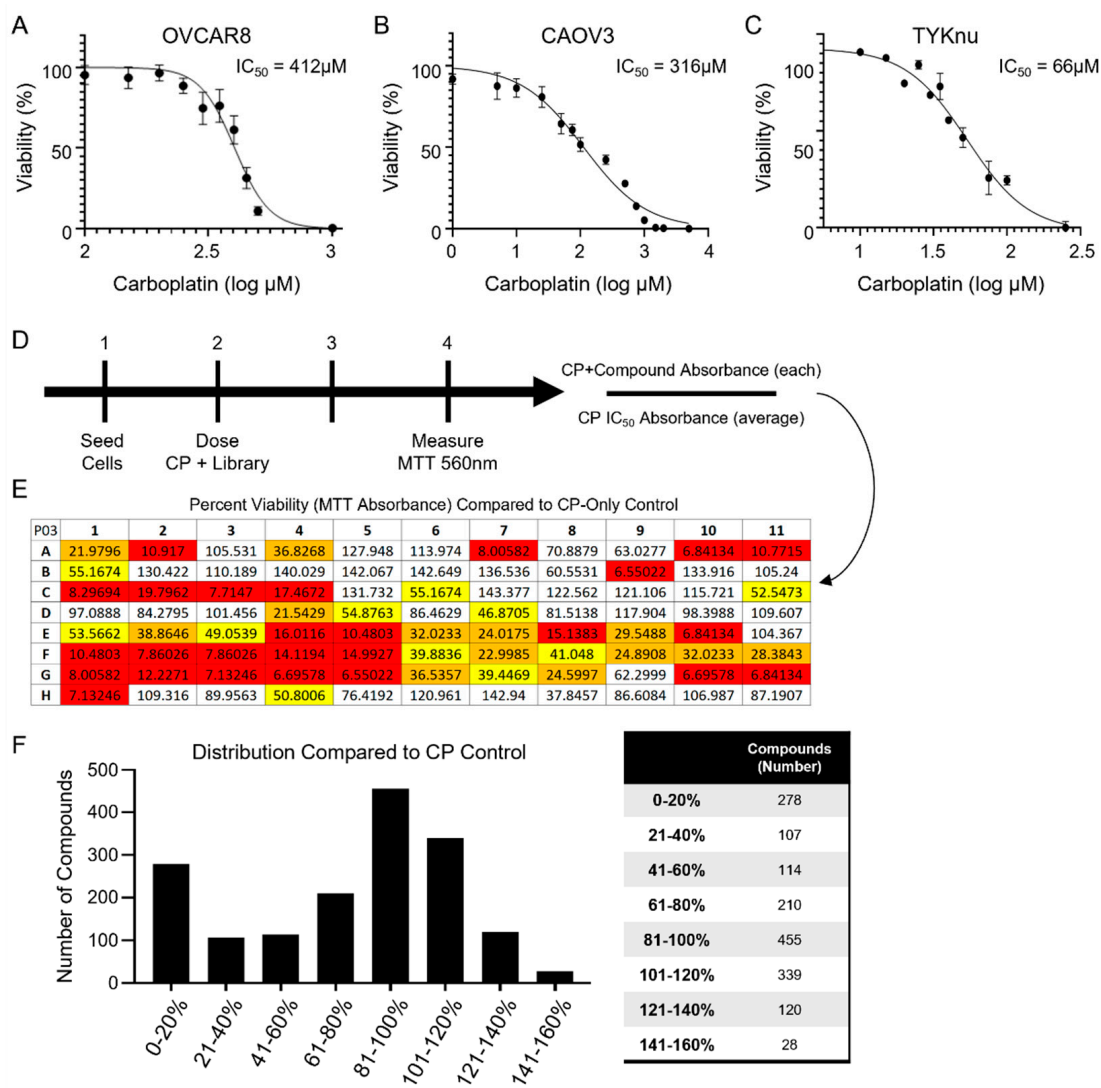 A
OVCAR8
IC50 = 412µM
Viability (%)
100
50
0
2
2.5
3
Carboplatin (log µM)
B
CAOV3
IC50 = 316µM
Viability (%)
100
50
0
0
1
2
3
4
Carboplatin (log µM)
C
TYKnu
IC50 = 66µM
Viability (%)
100
50
0
1
1.5
2
2.5
Carboplatin (log µM)
D
1
2
3
4
Seed
Cells
Dose
CP + Library
Measure
MTT 560nm
CP+Compound Absorbance (each)
CP IC50 Absorbance (average)
E
Percent Viability (MTT Absorbance) Compared to CP-Only Control
P03 1 2 3 4 5 6 7 8 9 10 11
A 21.9796 10.917 105.531 36.8268 127.948 113.974 8.00582 70.8879 63.0277 6.84134 10.7715
B 55.1674 130.422 110.189 140.029 142.067 142.649 136.536 60.5531 6.55022 133.916 105.24
C 8.29694 19.7962 7.7147 17.4672 131.732 55.1674 143.377 122.562 121.106 115.721 52.5473
D 97.0888 84.2795 101.456 21.5429 54.8763 86.4629 46.8705 81.5138 117.904 98.3988 109.607
E 53.5662 38.8646 49.0539 16.0116 10.4803 32.0233 24.0175 15.1383 29.5488 6.84134 104.367
F 10.4803 7.86026 7.86026 14.1194 14.9927 39.8836 22.9985 41.048 24.8908 32.0233 28.3843
G 8.00582 12.2271 7.13246 6.69578 6.55022 36.5357 39.4469 24.5997 62.2999 6.69578 6.84134
H 7.13246 109.316 89.9563 50.8006 76.4192 120.961 142.94 37.8457 86.6084 106.987 87.1907
F
Distribution Compared to CP Control
Number of Compounds
500
400
300
200
100
0
0-20%
21-40%
41-60%
61-80%
81-100%
101-120%
121-140%
141-160%
Compounds
(Number)
0-20% 278
21-40% 107
41-60% 114
61-80% 210
81-100% 455
101-120% 339
121-140% 120
141-160% 28